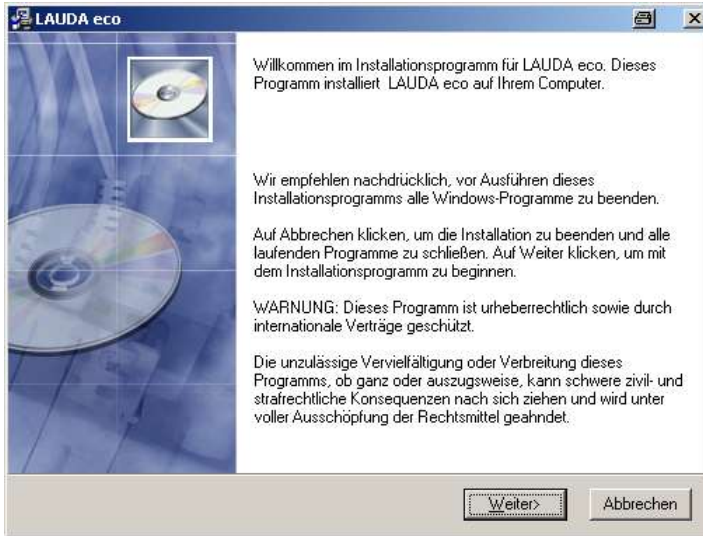 LAUDA eco
Willkommen im Installationsprogramm für LAUDA eco. Dieses
Programm installiert LAUDA eco auf Ihrem Computer.
Wir empfehlen nachdrücklich, vor Ausführen dieses
Installationsprogramms alle Windows-Programme zu beenden.
Auf Abbrechen klicken, um die Installation zu beenden und alle
laufenden Programme zu schließen. Auf Weiter klicken, um mit
dem Installationsprogramm zu beginnen.
WARNUNG: Dieses Programm ist urheberrechtlich sowie durch
internationale Verträge geschützt.
Die unzulässige Vervielfältigung oder Verbreitung dieses
Programms, ob ganz oder auszugsweise, kann schwere zivil- und
strafrechtliche Konsequenzen nach sich ziehen und wird unter
voller Ausschöpfung der Rechtsmittel geahndet.
Weiter>
Abbrechen